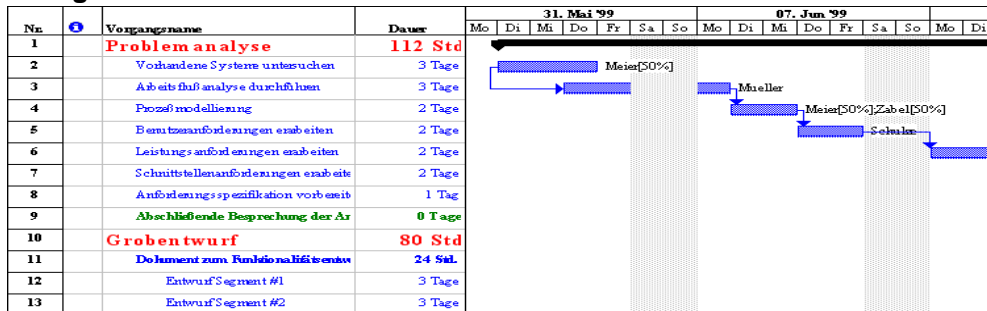 31. Mai '99 07. Jun '99
Nr. Vorgangsname Dauer Mo Di Mi Do Fr Sa So Mo Di Mi Do Fr Sa So Mo Di
1 Problemanalyse 112 Std
2 Vorhandene Systeme untersuchen 3 Tage Meier[50%]
3 Arbeitsflußanalyse durchführen 3 Tage Mueller
4 Prozeßmodellierung 2 Tage Meier[50%];Zabel[50%]
5 Benutzeranforderungen erarbeiten 2 Tage Schulze
6 Leistungsanforderungen erarbeiten 2 Tage
7 Schnittstellenanforderungen erarbeite 2 Tage
8 Anforderungsspezifikation vorbereit 1 Tag
9 Abschließende Besprechung der Ar 0 Tage
10 Grobentwurf 80 Std
11 Dokument zum Funktionalitätsentw 24 Std.
12 Entwurf Segment #1 3 Tage
13 Entwurf Segment #2 3 Tage